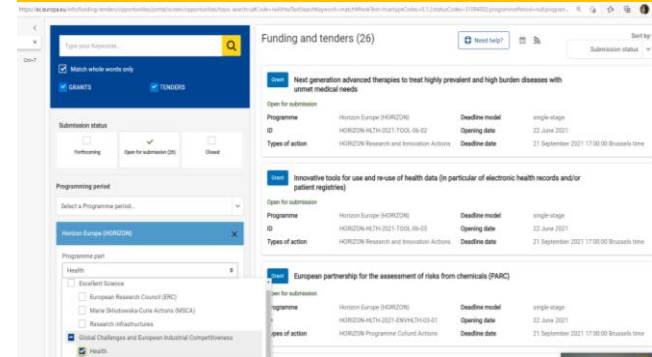 Type your Keywords...
Match whole words only
GRANTS
TENDERS
Submission status
Forthcoming
Open for submission (26)
Closed
Programming period
Select a Programme period...
Horizon Europe (HORIZON)
Programme part
Health
Excellent Science
European Research Council (ERC)
Marie Skłodowska-Curie Actions (MSCA)
Research infrastructures
Global Challenges and European Industrial Competitiveness
Health
Funding and tenders (26)
Need help?
Sort by:
Submission status
Grant Next generation advanced therapies to treat highly prevalent and high burden diseases with
unmet medical needs
Open for submission
Programme Horizon Europe (HORIZON) Deadline model single-stage
ID HORIZON-HLTH-2021-TOOL-06-02 Opening date 22 June 2021
Types of action HORIZON Research and Innovation Actions Deadline date 21 September 2021 17:00:00 Brussels time
Grant Innovative tools for use and re-use of health data (in particular of electronic health records and/or
patient registries)
Open for submission
Programme Horizon Europe (HORIZON) Deadline model single-stage
ID HORIZON-HLTH-2021-TOOL-06-03 Opening date 22 June 2021
Types of action HORIZON Research and Innovation Actions Deadline date 21 September 2021 17:00:00 Brussels time
Grant European partnership for the assessment of risks from chemicals (PARC)
Open for submission
Programme Horizon Europe (HORIZON) Deadline model single-stage
HORIZON-HLTH-2021-ENVHLTH-03-01 Opening date 22 June 2021
Types of action HORIZON Programme Cofund Actions Deadline date 21 September 2021 17:00:00 Brussels time